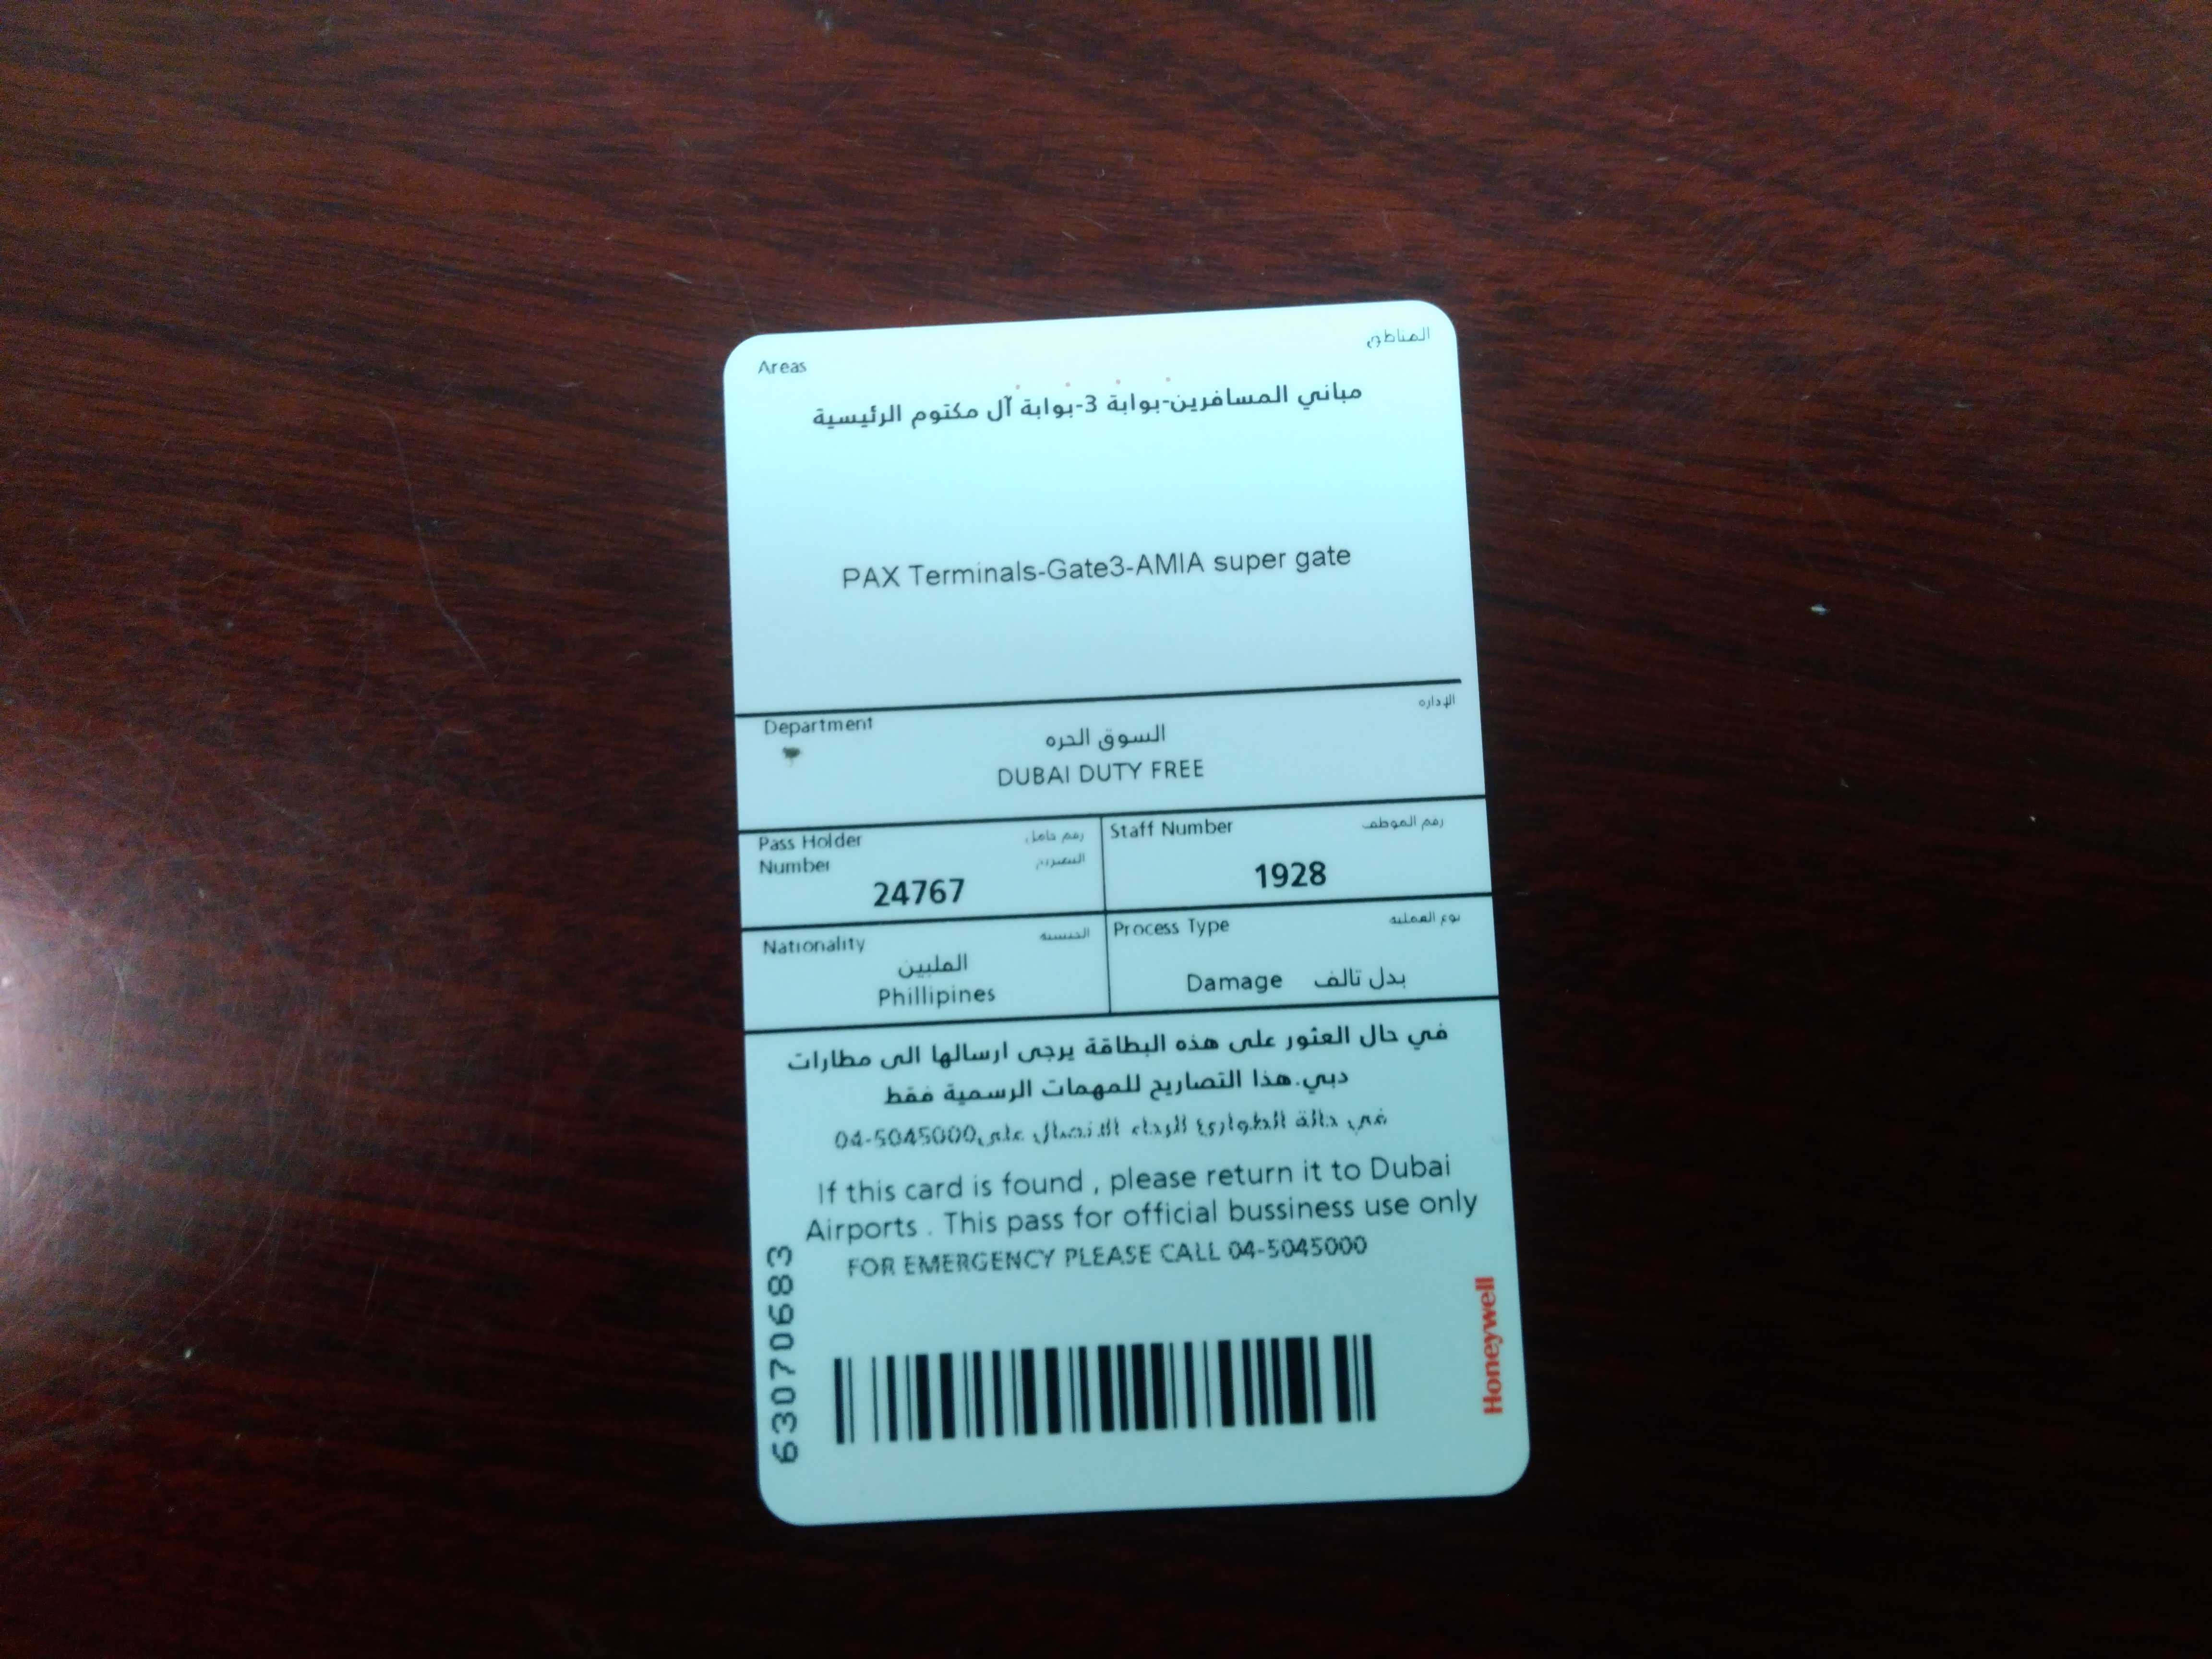 Areas
المناطق
مباني المسافرين-بوابة 3-بوابة آل مكتوم الرئيسية
PAX Terminals-Gate3-AMIA super gate
Department
الإداره
السوق الحره
DUBAI DUTY FREE
Pass Holder
Number
رقم حامل
التصريح
24767
Staff Number
رقم الموظف
1928
Nationality
الجنسية
الفلبين
Phillipines
Process Type
نوع العملية
Damage بدل تالف
في حال العثور على هذه البطاقة يرجى ارسالها الى مطارات
دبي.هذا التصاريح للمهمات الرسمية فقط
في حالة الطوارئ الرجاء الاتصال على04-5045000
If this card is found , please return it to Dubai
Airports . This pass for official bussiness use only
FOR EMERGENCY PLEASE CALL 04-5045000
63070683
Honeywell